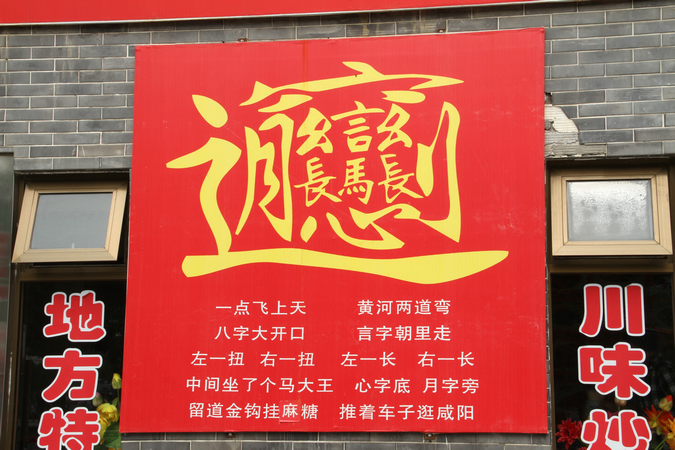 𰻝
一点飞上天 黄河两道弯
八字大开口 言字朝里走
左一扭 右一扭 左一长 右一长
中间坐了个马大王 心字底 月字旁
留道金钩挂麻糖 推着车子逛咸阳
地方特
川味炒